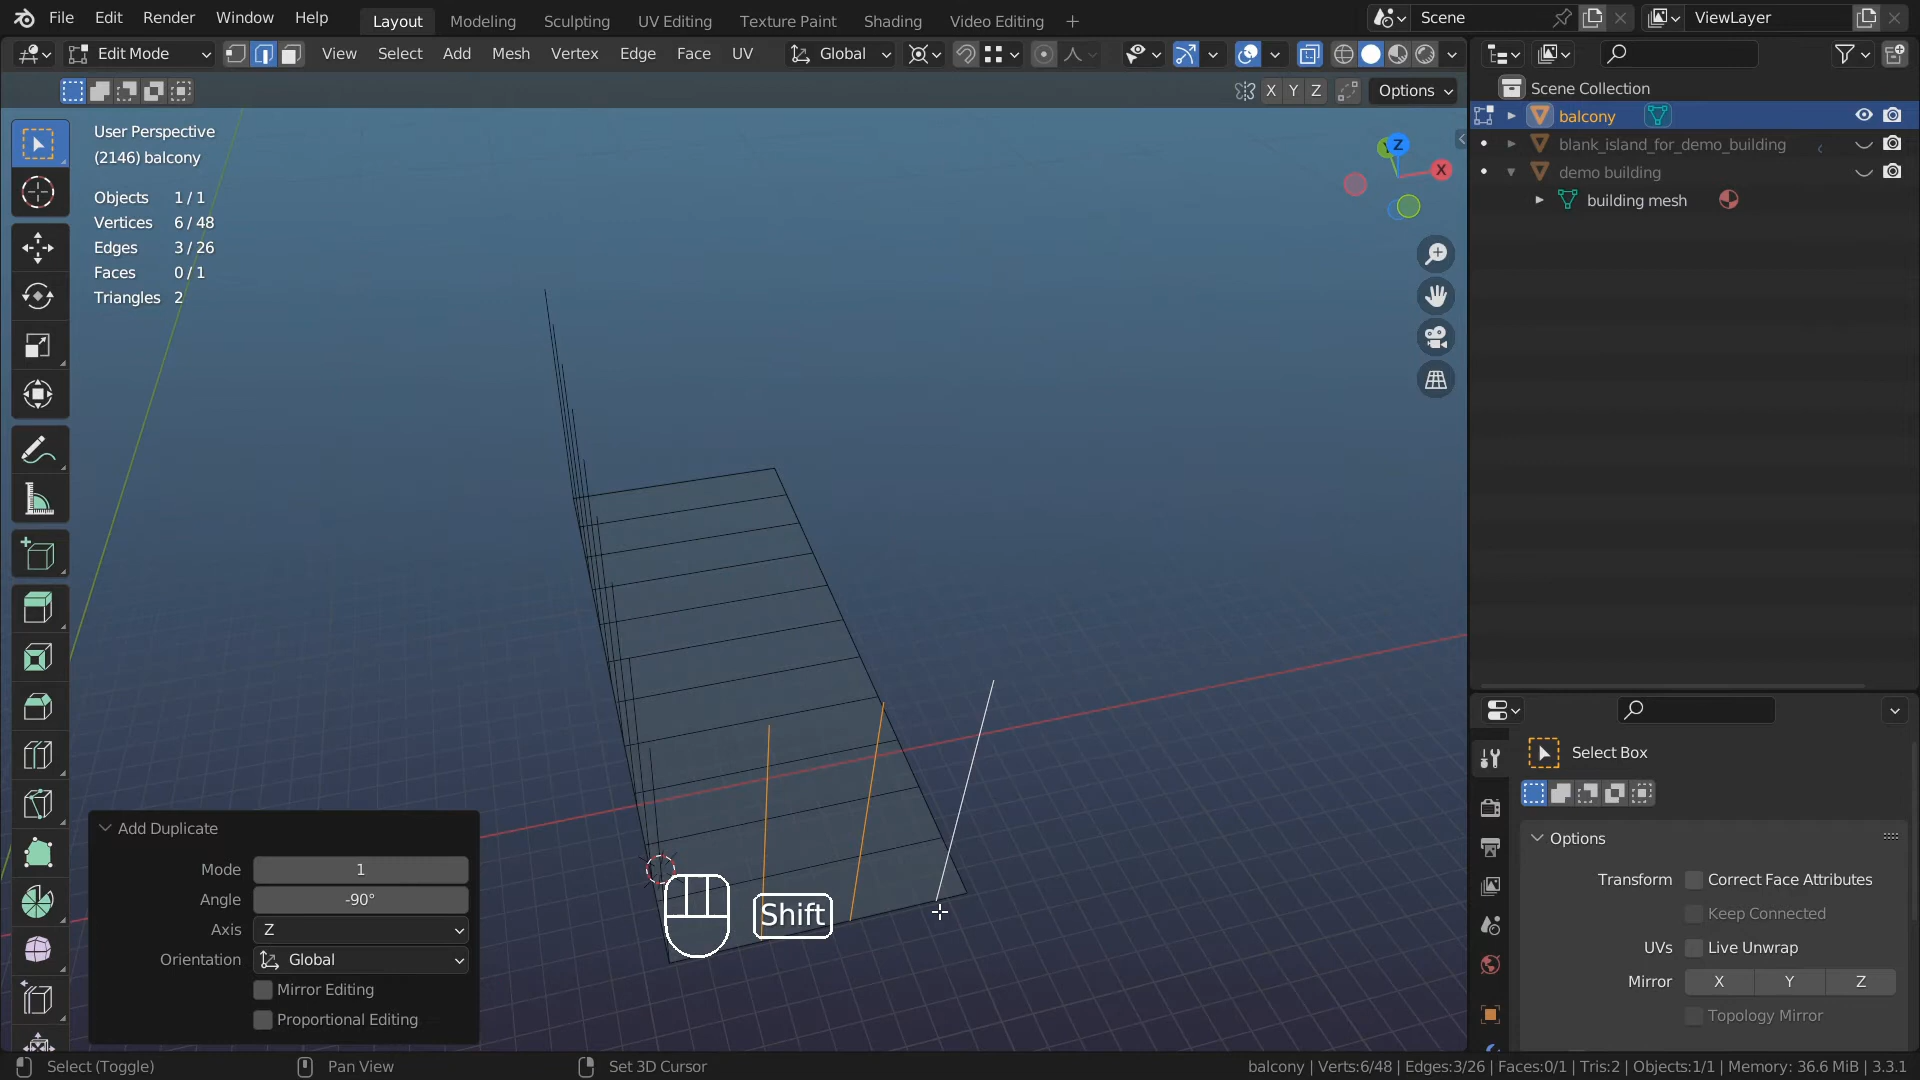 File Edit Render Window Help Layout Modeling Sculpting UV Editing Texture Paint Shading Video Editing Scene ViewLayer
Edit Mode View Select Add Mesh Vertex Edge Face UV Global
X Y Z Options
User Perspective
(2146) balcony
Objects 1 / 1
Vertices 6 / 48
Edges 3 / 26
Faces 0 / 1
Triangles 2
Z
X
Scene Collection
balcony
blank_island_for_demo_building
demo building
building mesh
Shift
Add Duplicate
Mode 1
Angle -90°
Axis Z
Orientation Global
Mirror Editing
Proportional Editing
Select Box
Options
Transform Correct Face Attributes
Keep Connected
UVs Live Unwrap
Mirror X Y Z
Topology Mirror
Select (Toggle) Pan View Set 3D Cursor balcony | Verts:6/48 | Edges:3/26 | Faces:0/1 | Tris:2 | Objects:1/1 | Memory: 36.6 MiB | 3.3.1